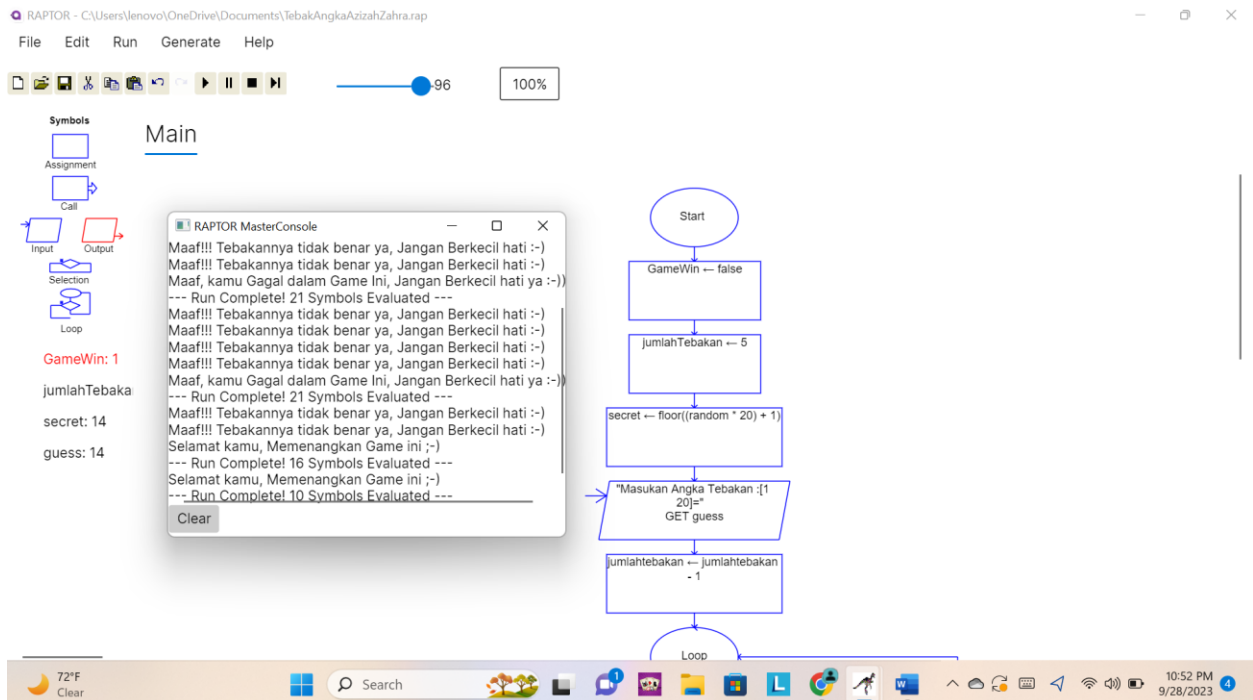 RAPTOR - C:\Users\lenovo\OneDrive\Documents\TebakAngkaAzizahZahra.rap
File Edit Run Generate Help
96
100%
Symbols
Assignment
Call
Input Output
Selection
Loop
GameWin: 1
jumlahTebaka
secret: 14
guess: 14
Main
RAPTOR MasterConsole
Maaf!!! Tebakannya tidak benar ya, Jangan Berkecil hati :-)
Maaf!!! Tebakannya tidak benar ya, Jangan Berkecil hati :-)
Maaf, kamu Gagal dalam Game Ini, Jangan Berkecil hati ya :-))
--- Run Complete! 21 Symbols Evaluated ---
Maaf!!! Tebakannya tidak benar ya, Jangan Berkecil hati :-)
Maaf!!! Tebakannya tidak benar ya, Jangan Berkecil hati :-)
Maaf!!! Tebakannya tidak benar ya, Jangan Berkecil hati :-)
Maaf!!! Tebakannya tidak benar ya, Jangan Berkecil hati :-)
Maaf, kamu Gagal dalam Game Ini, Jangan Berkecil hati ya :-))
--- Run Complete! 21 Symbols Evaluated ---
Maaf!!! Tebakannya tidak benar ya, Jangan Berkecil hati :-)
Maaf!!! Tebakannya tidak benar ya, Jangan Berkecil hati :-)
Selamat kamu, Memenangkan Game ini ;-)
--- Run Complete! 16 Symbols Evaluated ---
Selamat kamu, Memenangkan Game ini ;-)
--- Run Complete! 10 Symbols Evaluated ---
Clear
Start
GameWin ← false
jumlahTebakan ← 5
secret ← floor((random * 20) + 1)
"Masukan Angka Tebakan :[1
20]="
GET guess
jumlahtebakan ← jumlahtebakan
- 1
Loop
72°F
Clear
Search
1
L
W
10:52 PM
9/28/2023
4